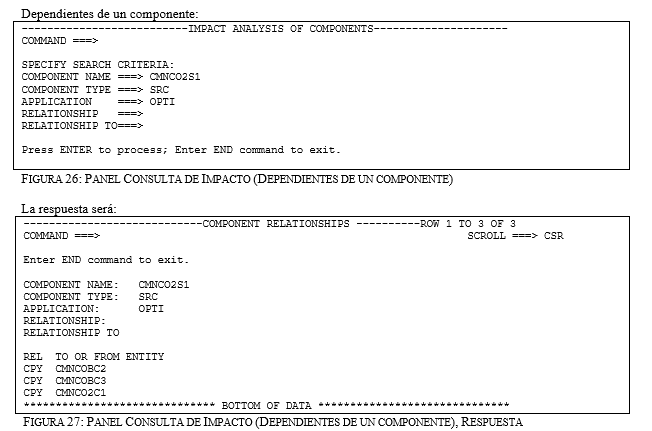 Dependientes de un componente:
--------------------------IMPACT ANALYSIS OF COMPONENTS---------------------
COMMAND ===>
SPECIFY SEARCH CRITERIA:
COMPONENT NAME ===> CMNCO2S1
COMPONENT TYPE ===> SRC
APPLICATION ===> OPTI
RELATIONSHIP ===>
RELATIONSHIP TO===>
Press ENTER to process; Enter END command to exit.
FIGURA 26: PANEL CONSULTA DE IMPACTO (DEPENDIENTES DE UN COMPONENTE)
La respuesta será:
----------------------------COMPONENT RELATIONSHIPS ----------ROW 1 TO 3 OF 3
COMMAND ===> SCROLL ===> CSR
Enter END command to exit.
COMPONENT NAME: CMNCO2S1
COMPONENT TYPE: SRC
APPLICATION: OPTI
RELATIONSHIP:
RELATIONSHIP TO
REL TO OR FROM ENTITY
CPY CMNCOBC2
CPY CMNCOBC3
CPY CMNCO2C1
****************************** BOTTOM OF DATA ******************************
FIGURA 27: PANEL CONSULTA DE IMPACTO (DEPENDIENTES DE UN COMPONENTE), RESPUESTA